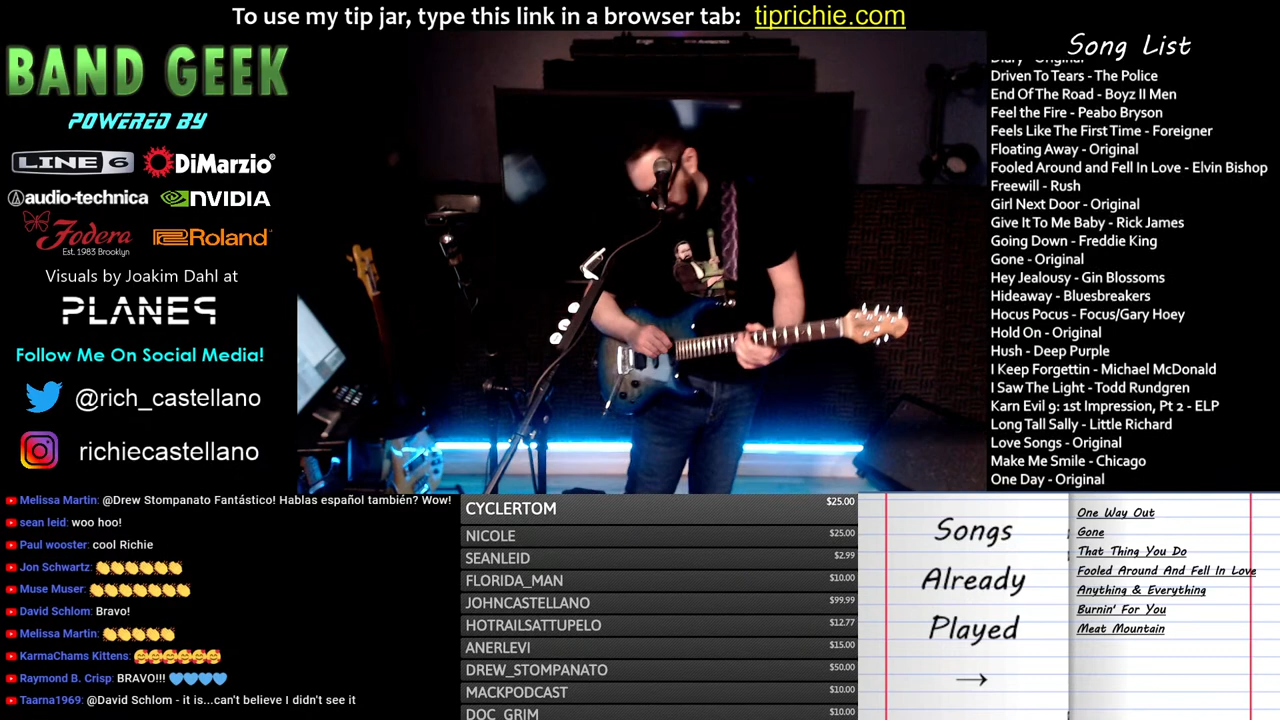 To use my tip jar, type this link in a browser tab: tiprichie.com
BAND GEEK
POWERED BY
LINE 6
DiMarzio®
audio-technica
NVIDIA
Fodera
Est. 1983 Brooklyn
Roland
Visuals by Joakim Dahl at
PLANE9
Follow Me On Social Media!
@rich_castellano
richiecastellano
Song List
Diary - Original
Driven To Tears - The Police
End Of The Road - Boyz II Men
Feel the Fire - Peabo Bryson
Feels Like The First Time - Foreigner
Floating Away - Original
Fooled Around and Fell In Love - Elvin Bishop
Freewill - Rush
Girl Next Door - Original
Give It To Me Baby - Rick James
Going Down - Freddie King
Gone - Original
Hey Jealousy - Gin Blossoms
Hideaway - Bluesbreakers
Hocus Pocus - Focus/Gary Hoey
Hold On - Original
Hush - Deep Purple
I Keep Forgettin - Michael McDonald
I Saw The Light - Todd Rundgren
Karn Evil 9: 1st Impression, Pt 2 - ELP
Long Tall Sally - Little Richard
Love Songs - Original
Make Me Smile - Chicago
One Day - Original
Melissa Martin: @Drew Stompanato Fantástico! Hablas español también? Wow!
sean leid: woo hoo!
Paul wooster: cool Richie
Jon Schwartz: 👏👏👏👏👏👏
Muse Muser: 👏👏👏👏👏👏👏
David Schlom: Bravo!
Melissa Martin: 👏👏👏👏👏
KarmaChams Kittens: 🥰🥰🥰🥰🥰🥰
Raymond B. Crisp: BRAVO!!! 💙💙💙💙
Taarna1969: @David Schlom - it is...can't believe I didn't see it
CYCLERTOM $25.00
NICOLE $25.00
SEANLEID $2.99
FLORIDA_MAN $10.00
JOHNCASTELLANO $99.99
HOTRAILSATTUPELO $12.77
ANERLEVI $15.00
DREW_STOMPANATO $50.00
MACKPODCAST $10.00
DOC_GRIM $10.00
Songs
Already
Played
→
One Way Out
Gone
That Thing You Do
Fooled Around And Fell In Love
Anything & Everything
Burnin' For You
Meat Mountain